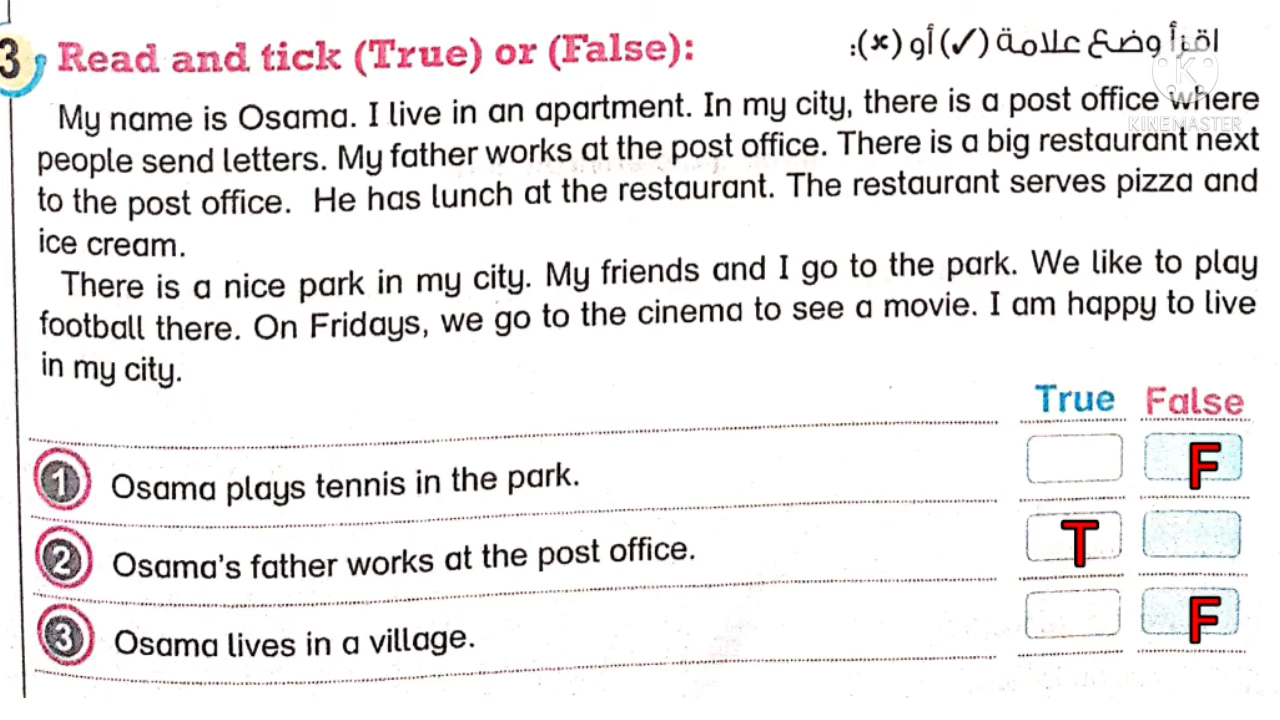 3 Read and tick (True) or (False):
اقرأ وضع علامة (✓) أو (×):
KINEMASTER
My name is Osama. I live in an apartment. In my city, there is a post office where
people send letters. My father works at the post office. There is a big restaurant next
to the post office. He has lunch at the restaurant. The restaurant serves pizza and
ice cream.
There is a nice park in my city. My friends and I go to the park. We like to play
football there. On Fridays, we go to the cinema to see a movie. I am happy to live
in my city.
True False
1 Osama plays tennis in the park. F
2 Osama's father works at the post office. T
3 Osama lives in a village. F